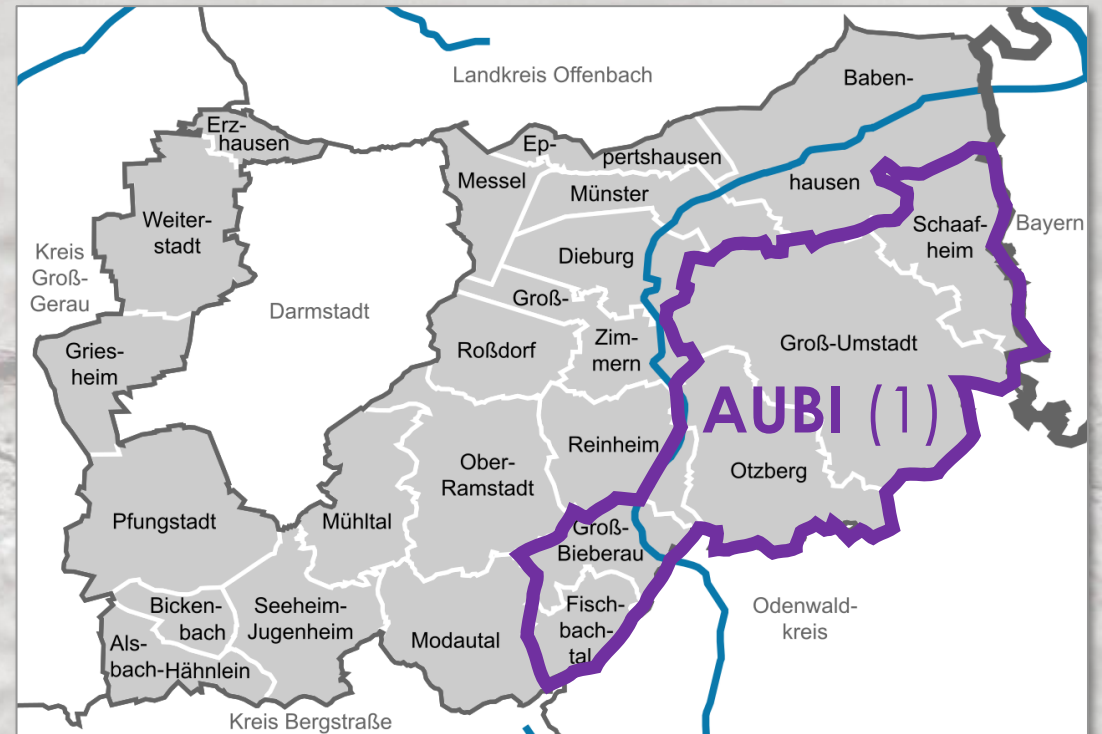 Landkreis Offenbach
Baben-
hausen
Erz-
hausen
Ep-
pertshausen
Messel
Münster
Weiter-
stadt
Schaaf-
heim
Bayern
Kreis
Groß-
Gerau
Dieburg
Darmstadt
Groß-
Zim-
mern
Roßdorf
Gries-
heim
Groß-Umstadt
AUBI (1)
Reinheim
Otzberg
Ober-
Ramstadt
Pfungstadt
Mühltal
Groß-
Bieberau
Bicken-
bach
Seeheim-
Jugenheim
Fisch-
bach-
tal
Odenwald-
kreis
Modautal
Als-
bach-Hähnlein
Kreis Bergstraße